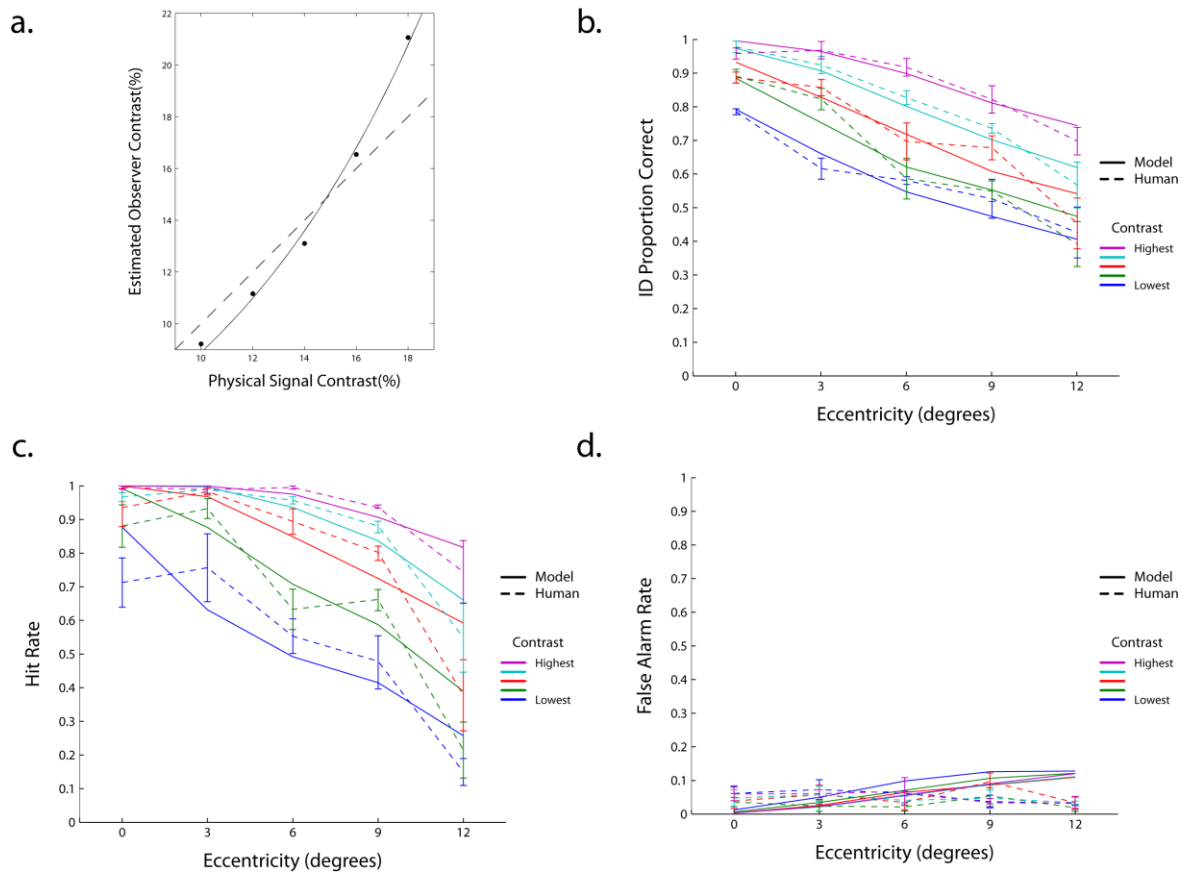 a.
22
20
18
16
14
12
10
Estimated Observer Contrast(%)
10 12 14 16 18
Physical Signal Contrast(%)
b.
1
0.9
0.8
0.7
0.6
0.5
0.4
0.3
0.2
0.1
0
ID Proportion Correct
0 3 6 9 12
Eccentricity (degrees)
Model
Human
Contrast
Highest
Lowest
c.
1
0.9
0.8
0.7
0.6
0.5
0.4
0.3
0.2
0.1
0
Hit Rate
0 3 6 9 12
Eccentricity (degrees)
Model
Human
Contrast
Highest
Lowest
d.
1
0.9
0.8
0.7
0.6
0.5
0.4
0.3
0.2
0.1
0
False Alarm Rate
0 3 6 9 12
Eccentricity (degrees)
Model
Human
Contrast
Highest
Lowest